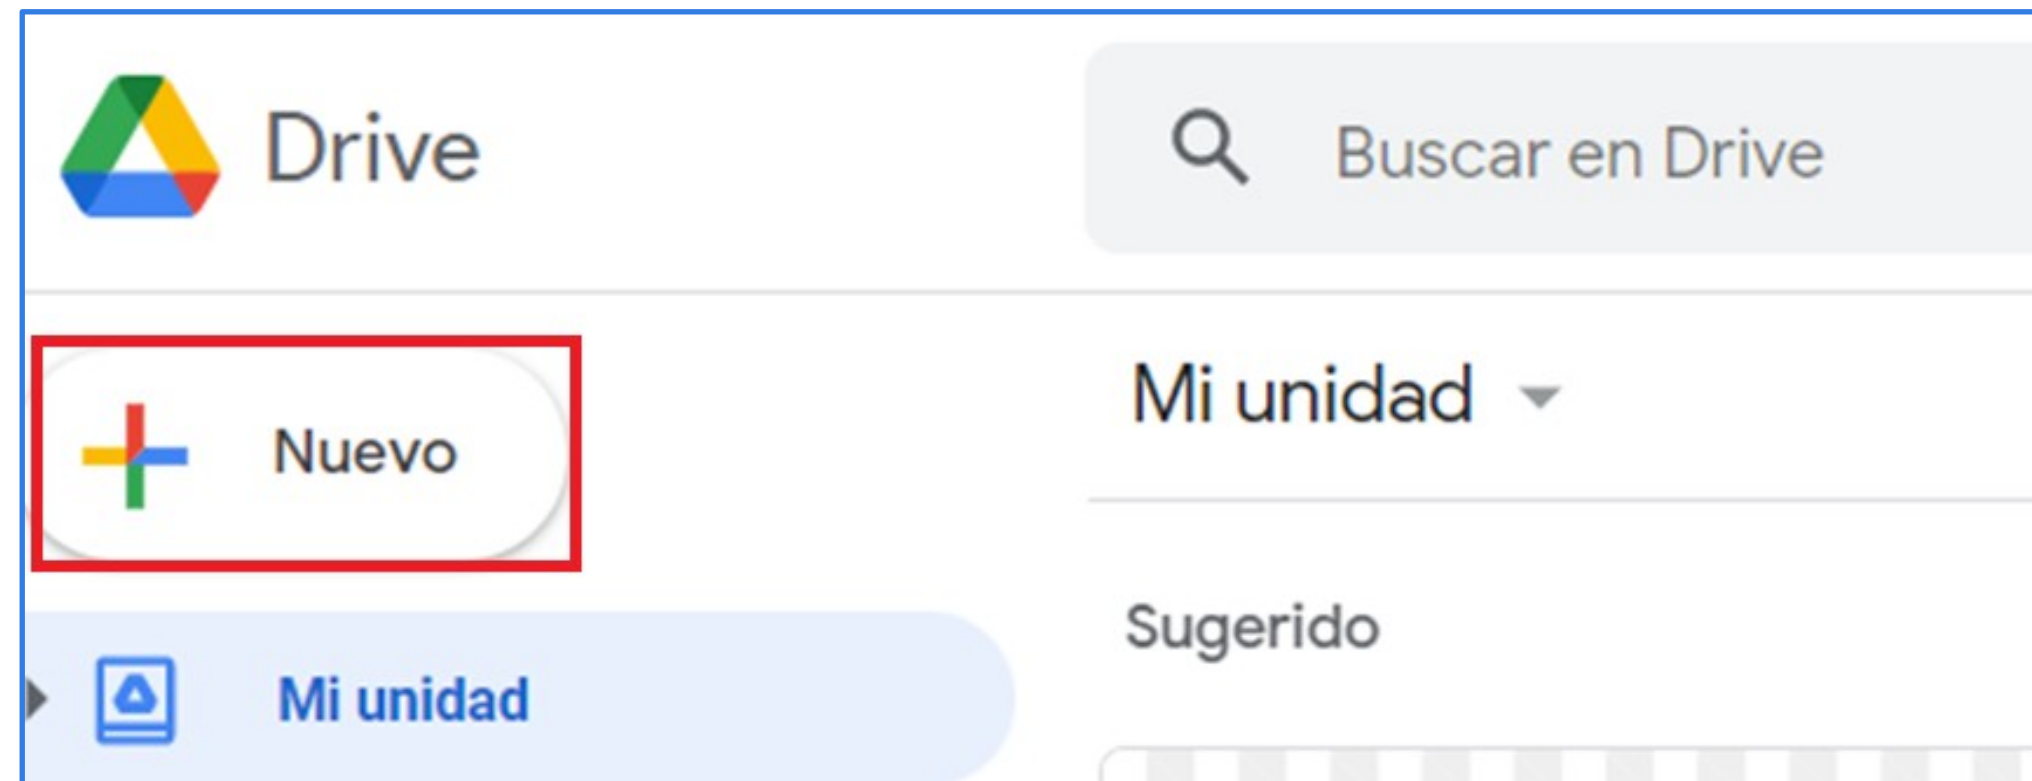 Drive
Buscar en Drive
Nuevo
Mi unidad
Mi unidad
Sugerido